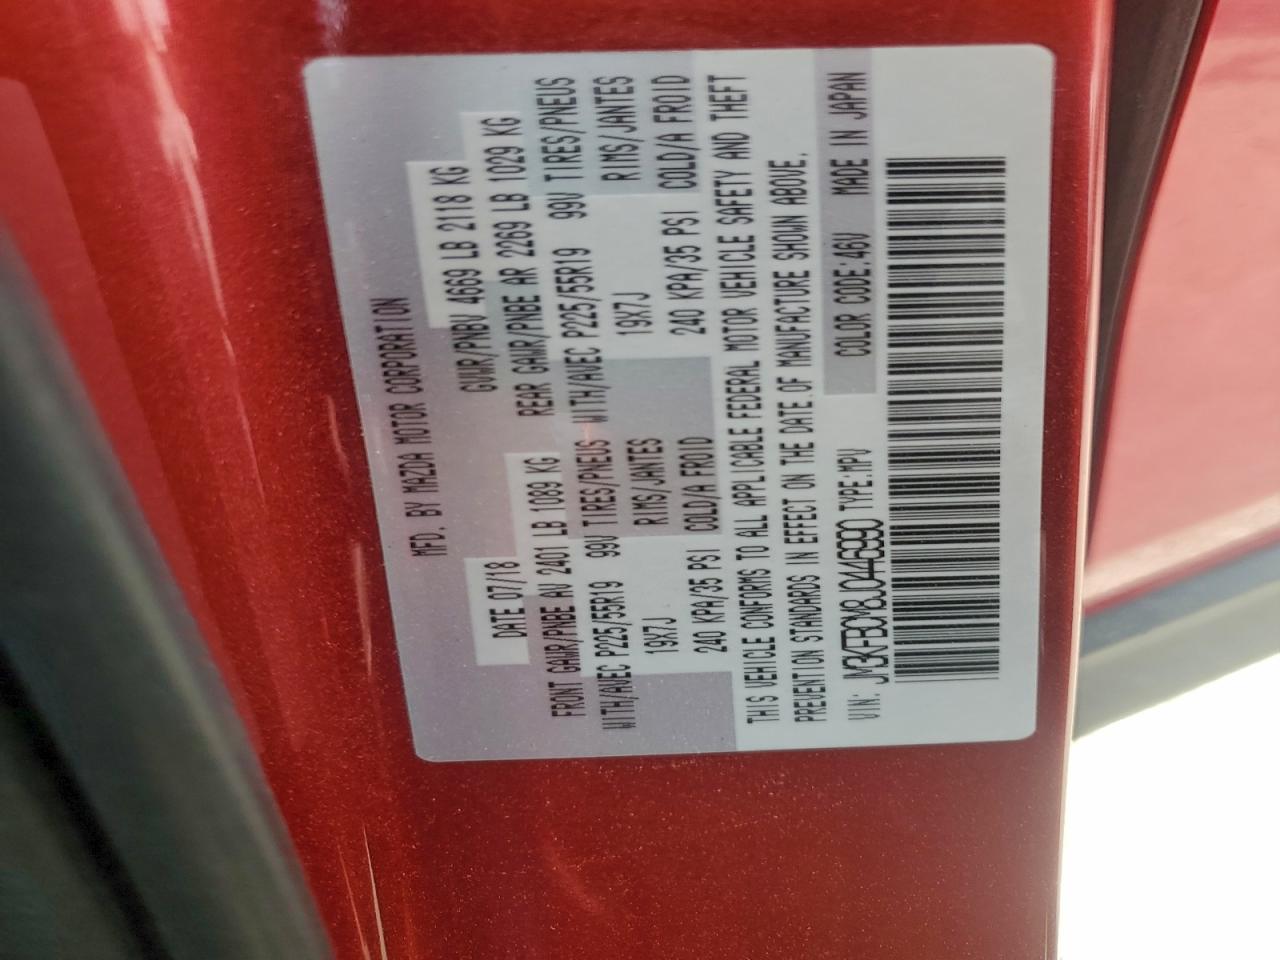 MFD. BY MAZDA MOTOR CORPORATION
DATE 07/18 GVWR/PNBV 4669 LB 2118 KG
FRONT GAWR/PNBE AV 2401 LB 1089 KG REAR GAWR/PNBE AR 2269 LB 1029 KG
WITH/AVEC P225/55R19 99V TIRES/PNEUS WITH/AVEC P225/55R19 99V TIRES/PNEUS
19X7J RIMS/JANTES 19X7J RIMS/JANTES
240 KPA/35 PSI COLD/A FROID 240 KPA/35 PSI COLD/A FROID
THIS VEHICLE CONFORMS TO ALL APPLICABLE FEDERAL MOTOR VEHICLE SAFETY AND THEFT
PREVENTION STANDARDS IN EFFECT ON THE DATE OF MANUFACTURE SHOWN ABOVE.
VIN: JM3KFBCM8J0446990 TYPE:MPV COLOR CODE:46V MADE IN JAPAN